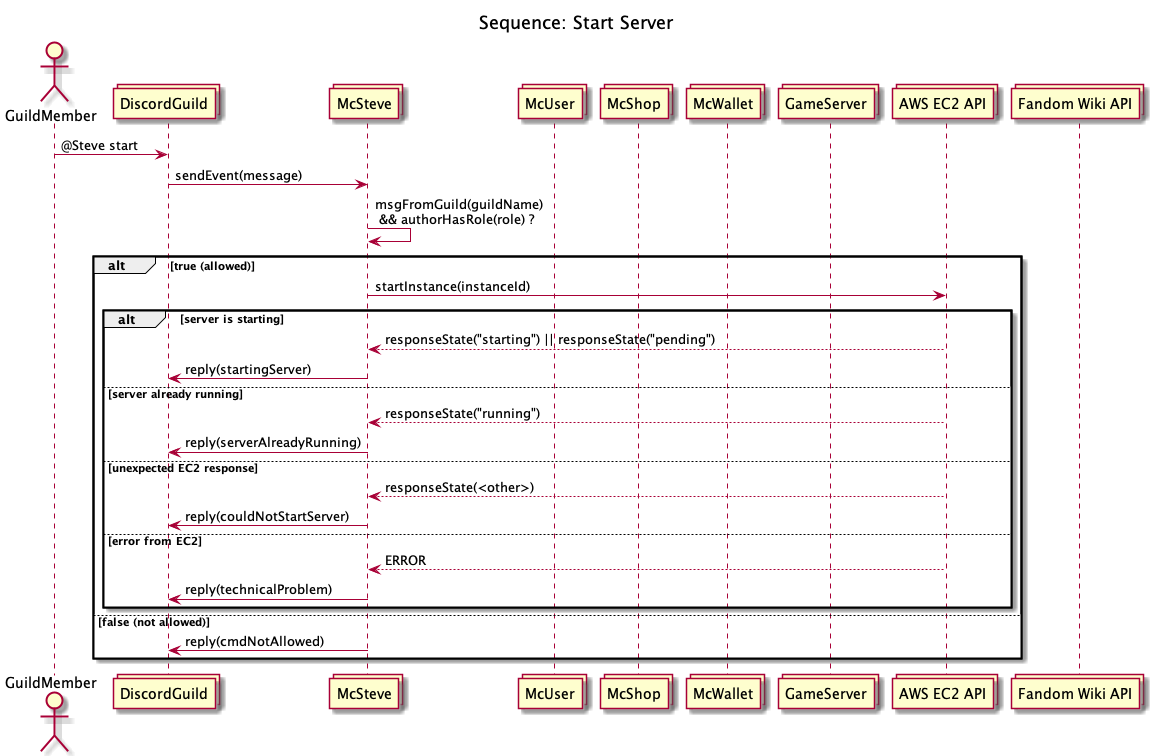 Sequence: Start Server
GuildMember
DiscordGuild
McSteve
McUser
McShop
McWallet
GameServer
AWS EC2 API
Fandom Wiki API
@Steve start
sendEvent(message)
msgFromGuild(guildName)
&& authorHasRole(role) ?
alt [true (allowed)]
startInstance(instanceId)
alt [server is starting]
responseState("starting") || responseState("pending")
reply(startingServer)
[server already running]
responseState("running")
reply(serverAlreadyRunning)
[unexpected EC2 response]
responseState(<other>)
reply(couldNotStartServer)
[error from EC2]
ERROR
reply(technicalProblem)
false (not allowed)]
reply(cmdNotAllowed)
GuildMember
DiscordGuild
McSteve
McUser
McShop
McWallet
GameServer
AWS EC2 API
Fandom Wiki API